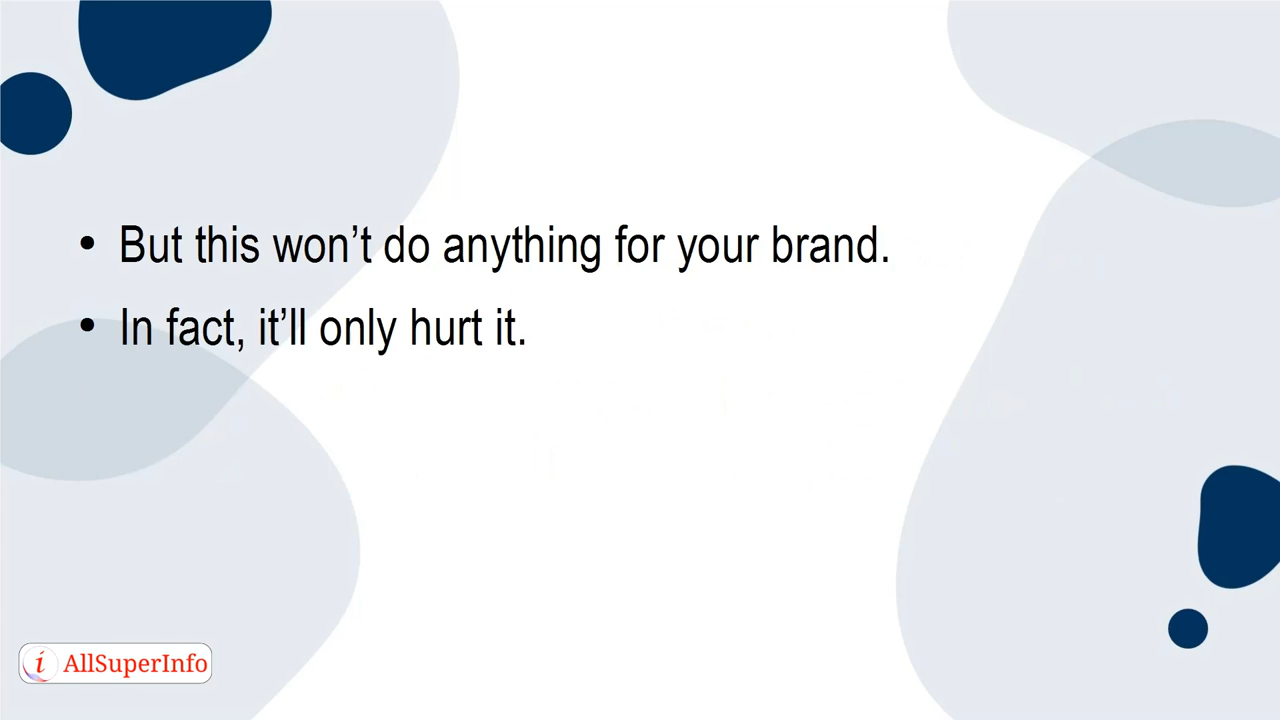 • But this won’t do anything for your brand.
• In fact, it’ll only hurt it.
i AllSuperInfo